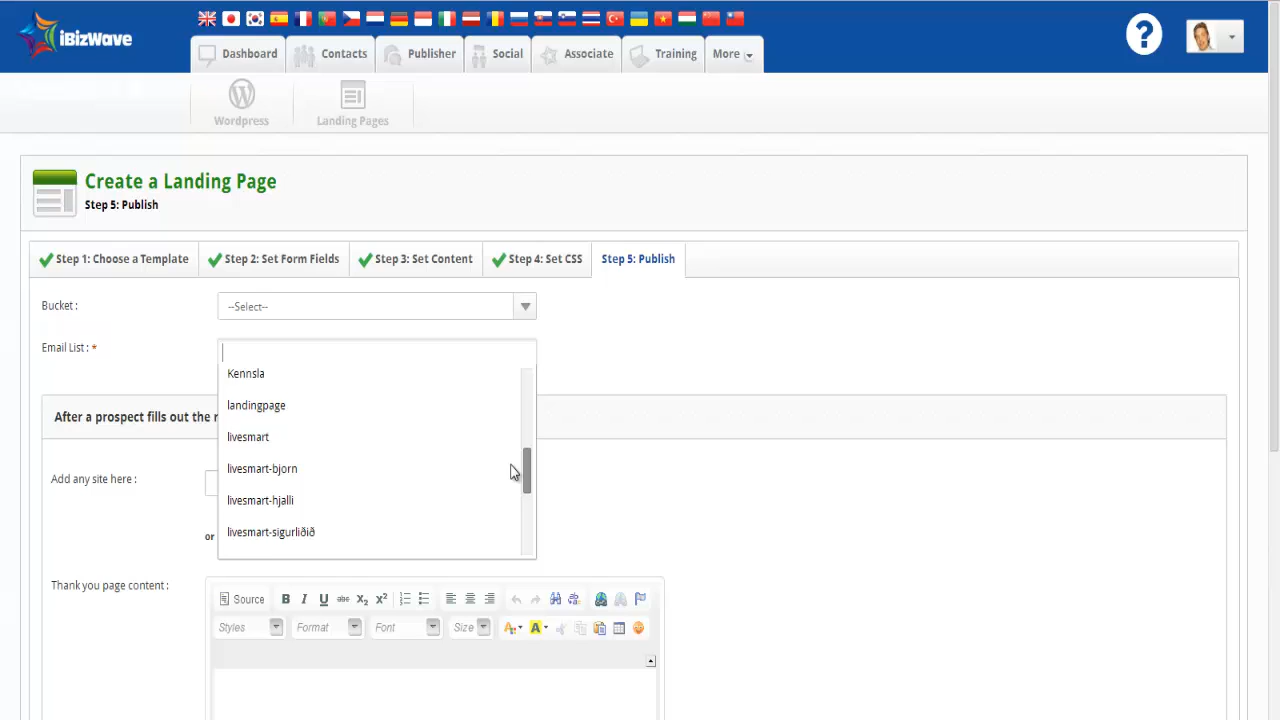 iBizWave
Dashboard
Contacts
Publisher
Social
Associate
Training
More
?
Wordpress
Landing Pages
Create a Landing Page
Step 5: Publish
Step 1: Choose a Template
Step 2: Set Form Fields
Step 3: Set Content
Step 4: Set CSS
Step 5: Publish
Bucket :
--Select--
Email List : *
Kennsla
landingpage
livesmart
livesmart-bjorn
livesmart-hjalli
livesmart-sigurliðið
After a prospect fills out the r
Add any site here :
or
Thank you page content :
Source
B I U abc X2 X2
Styles
Format
Font
Size
A
A